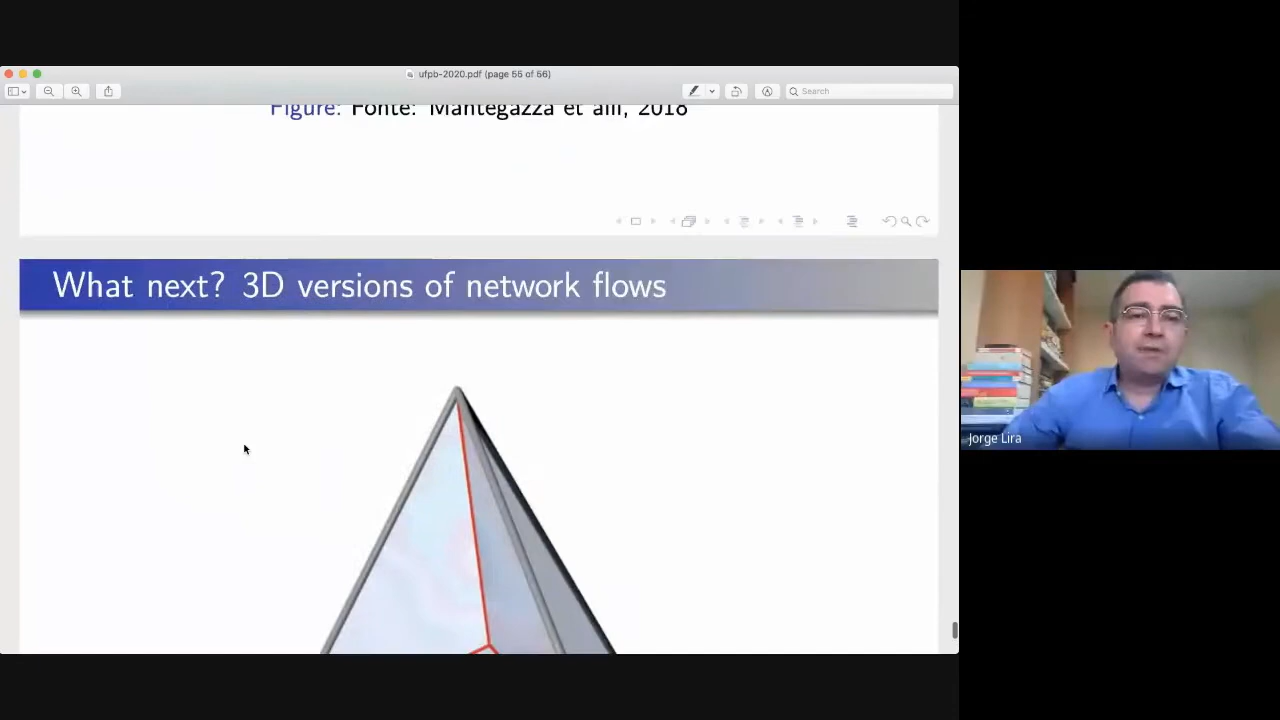 ufpb-2020.pdf (page 56 of 56)
Search
Figure: Fonte: Mantegazza et alli, 2018
What next? 3D versions of network flows
Jorge Lira